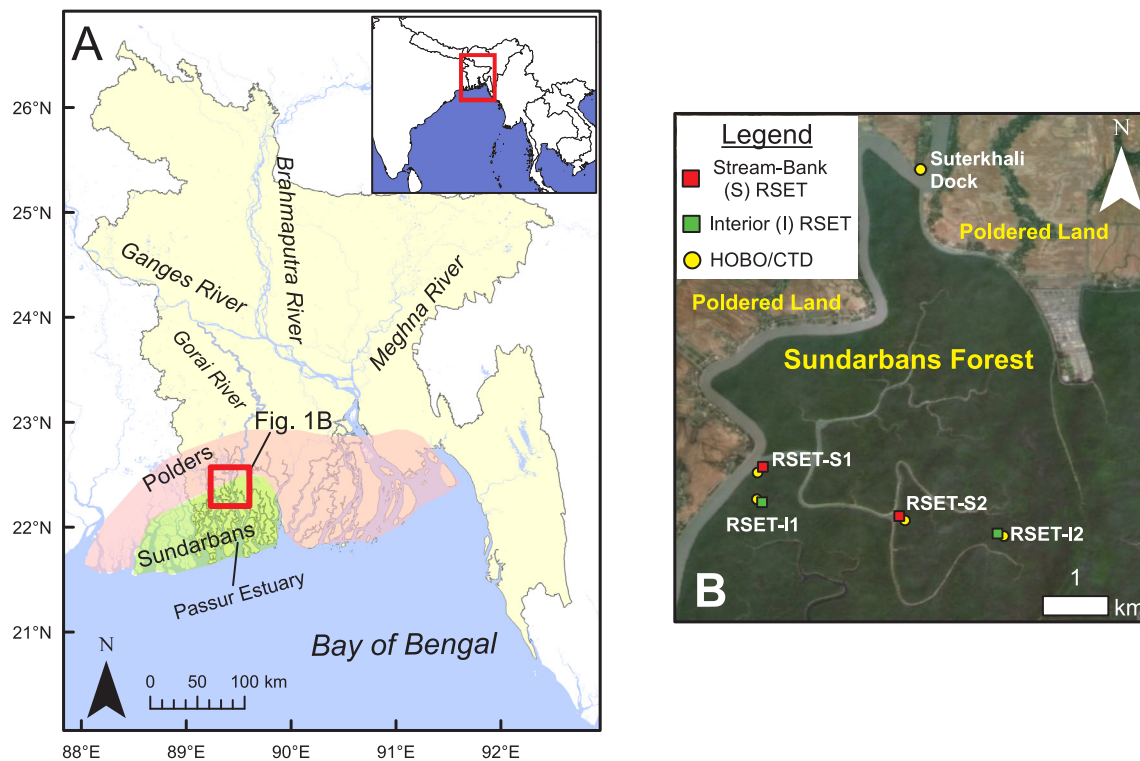 A
26°N
25°N
24°N
23°N
22°N
21°N
88°E
89°E
90°E
91°E
92°E
Brahmaputra River
Ganges River
Gorai River
Meghna River
Fig. 1B
Polders
Sundarbans
Passur Estuary
Bay of Bengal
N
0 50 100 km
Legend
Stream-Bank
(S) RSET
Interior (I) RSET
HOBO/CTD
Suterkhali
Dock
N
Poldered Land
Poldered Land
Sundarbans Forest
RSET-S1
RSET-I1
RSET-S2
RSET-I2
B
1
km